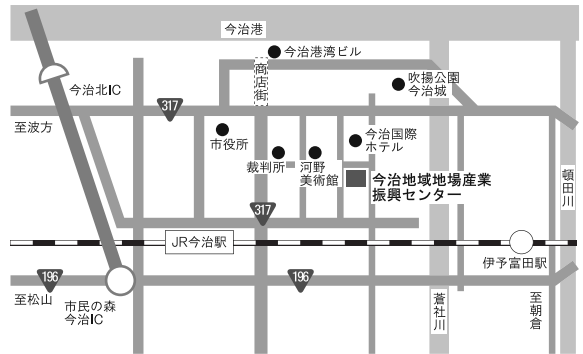 今治港
今治港湾ビル
商店街
吹揚公園
今治城
今治北IC
317
至波方
市役所
今治国際
ホテル
裁判所
河野
美術館
今治地域地場産業
振興センター
頓田川
317
JR今治駅
伊予富田駅
196
196
至松山
市民の森
今治IC
蒼社川
至朝倉